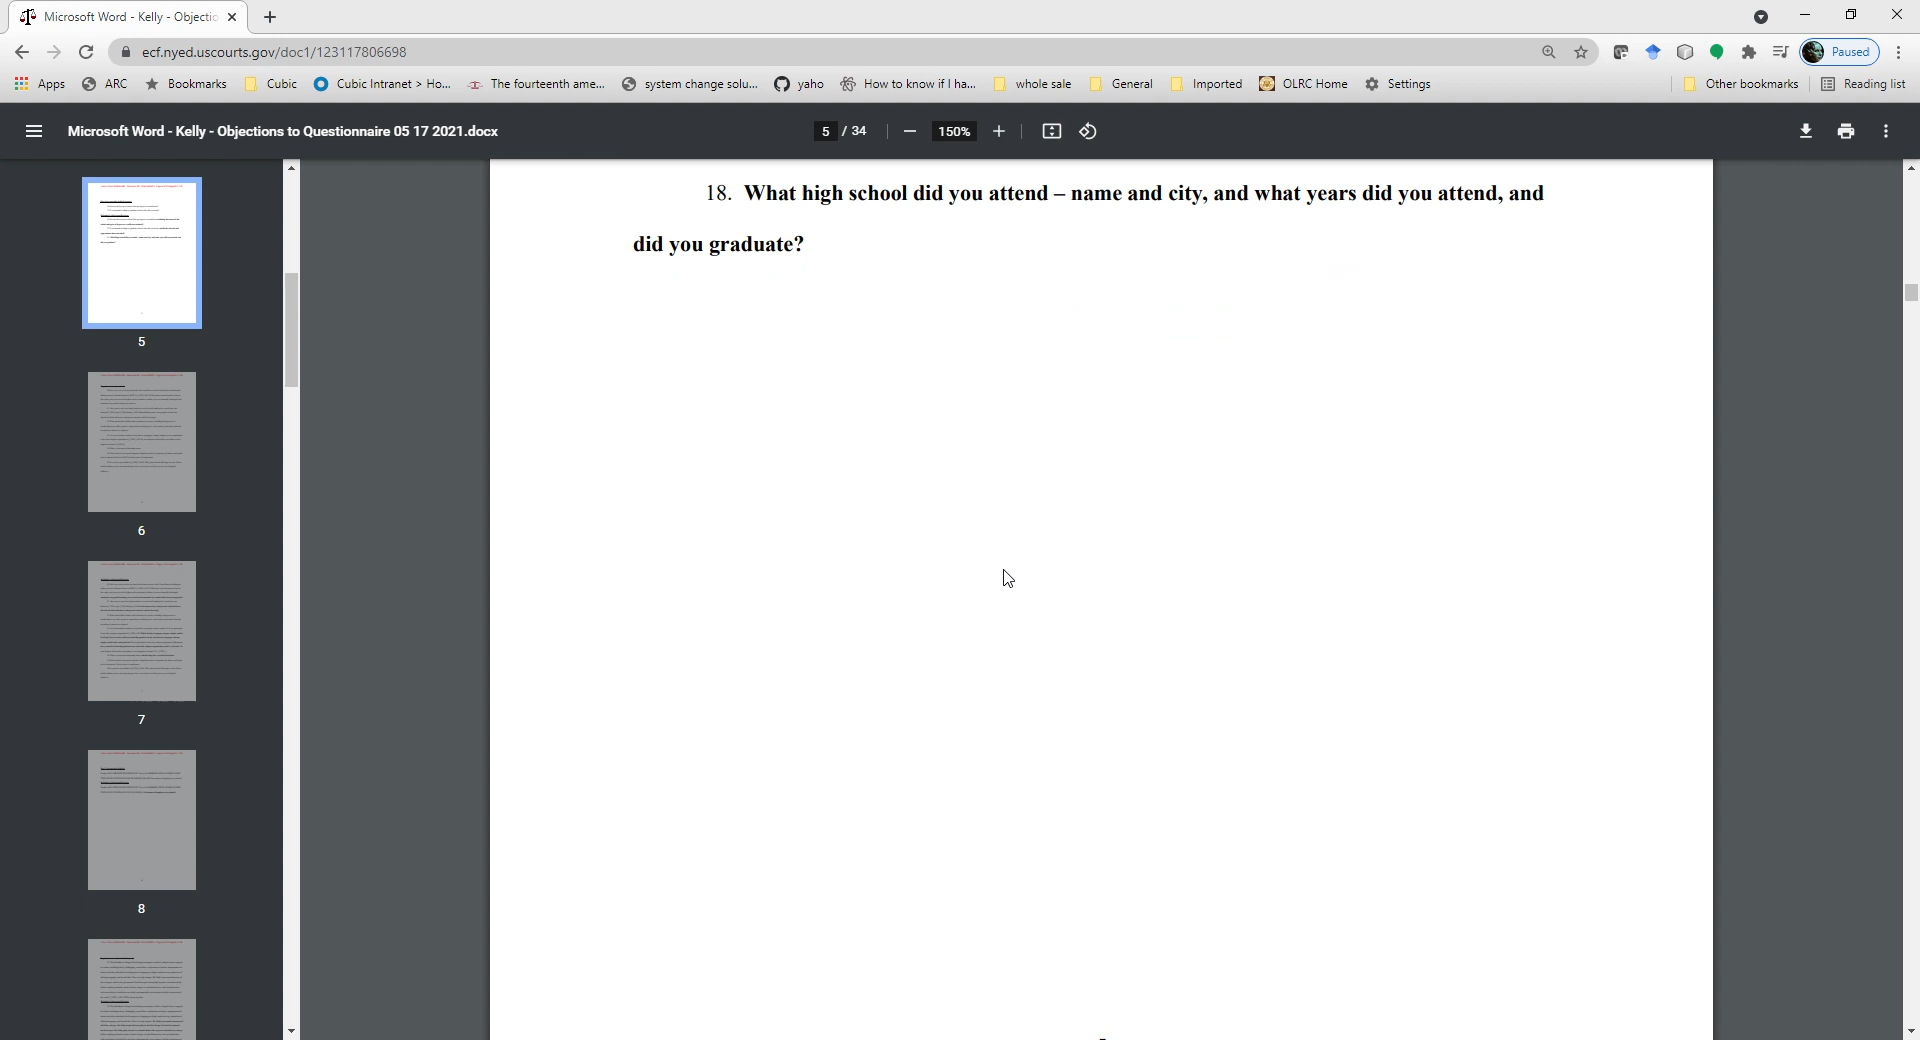 Microsoft Word - Kelly - Objectio
ecf.nyed.uscourts.gov/doc1/123117806698
Paused
Apps ARC Bookmarks Cubic Cubic Intranet > Ho... The fourteenth ame... system change solu... yaho How to know if I ha... whole sale General Imported OLRC Home Settings Other bookmarks Reading list
Microsoft Word - Kelly - Objections to Questionnaire 05 17 2021.docx 5 / 34 150%
18. What high school did you attend – name and city, and what years did you attend, and
did you graduate?
5
6
7
8